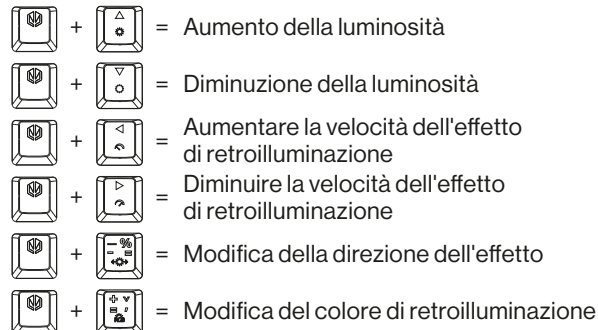 + = Aumento della luminosità
+ = Diminuzione della luminosità
+ = Aumentare la velocità dell'effetto
di retroilluminazione
+ = Diminuire la velocità dell'effetto
di retroilluminazione
+ = Modifica della direzione dell'effetto
+ = Modifica del colore di retroilluminazione